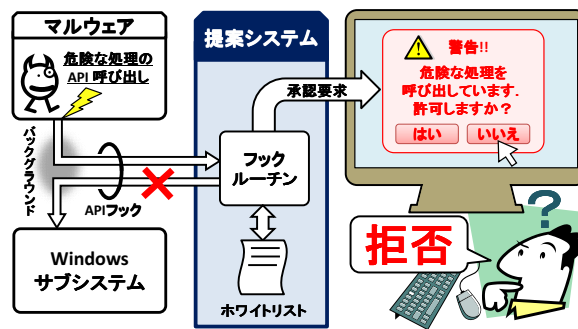 マルウェア
危険な処理の
API 呼び出し
バックグラウンド
APIフック
Windows
サブシステム
提案システム
フック
ルーチン
ホワイトリスト
承認要求
警告!!
危険な処理を
呼び出しています.
許可しますか？
はい
いいえ
拒否
?